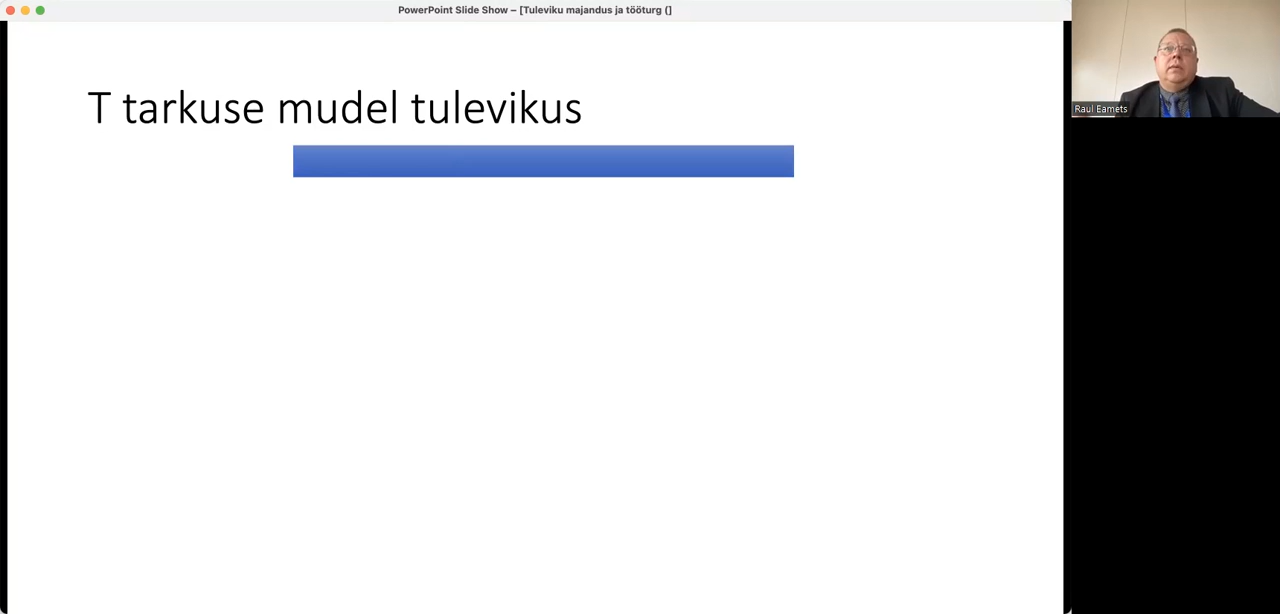 PowerPoint Slide Show – [Tuleviku majandus ja tööturg (]
T tarkuse mudel tulevikus
Raul Eamets